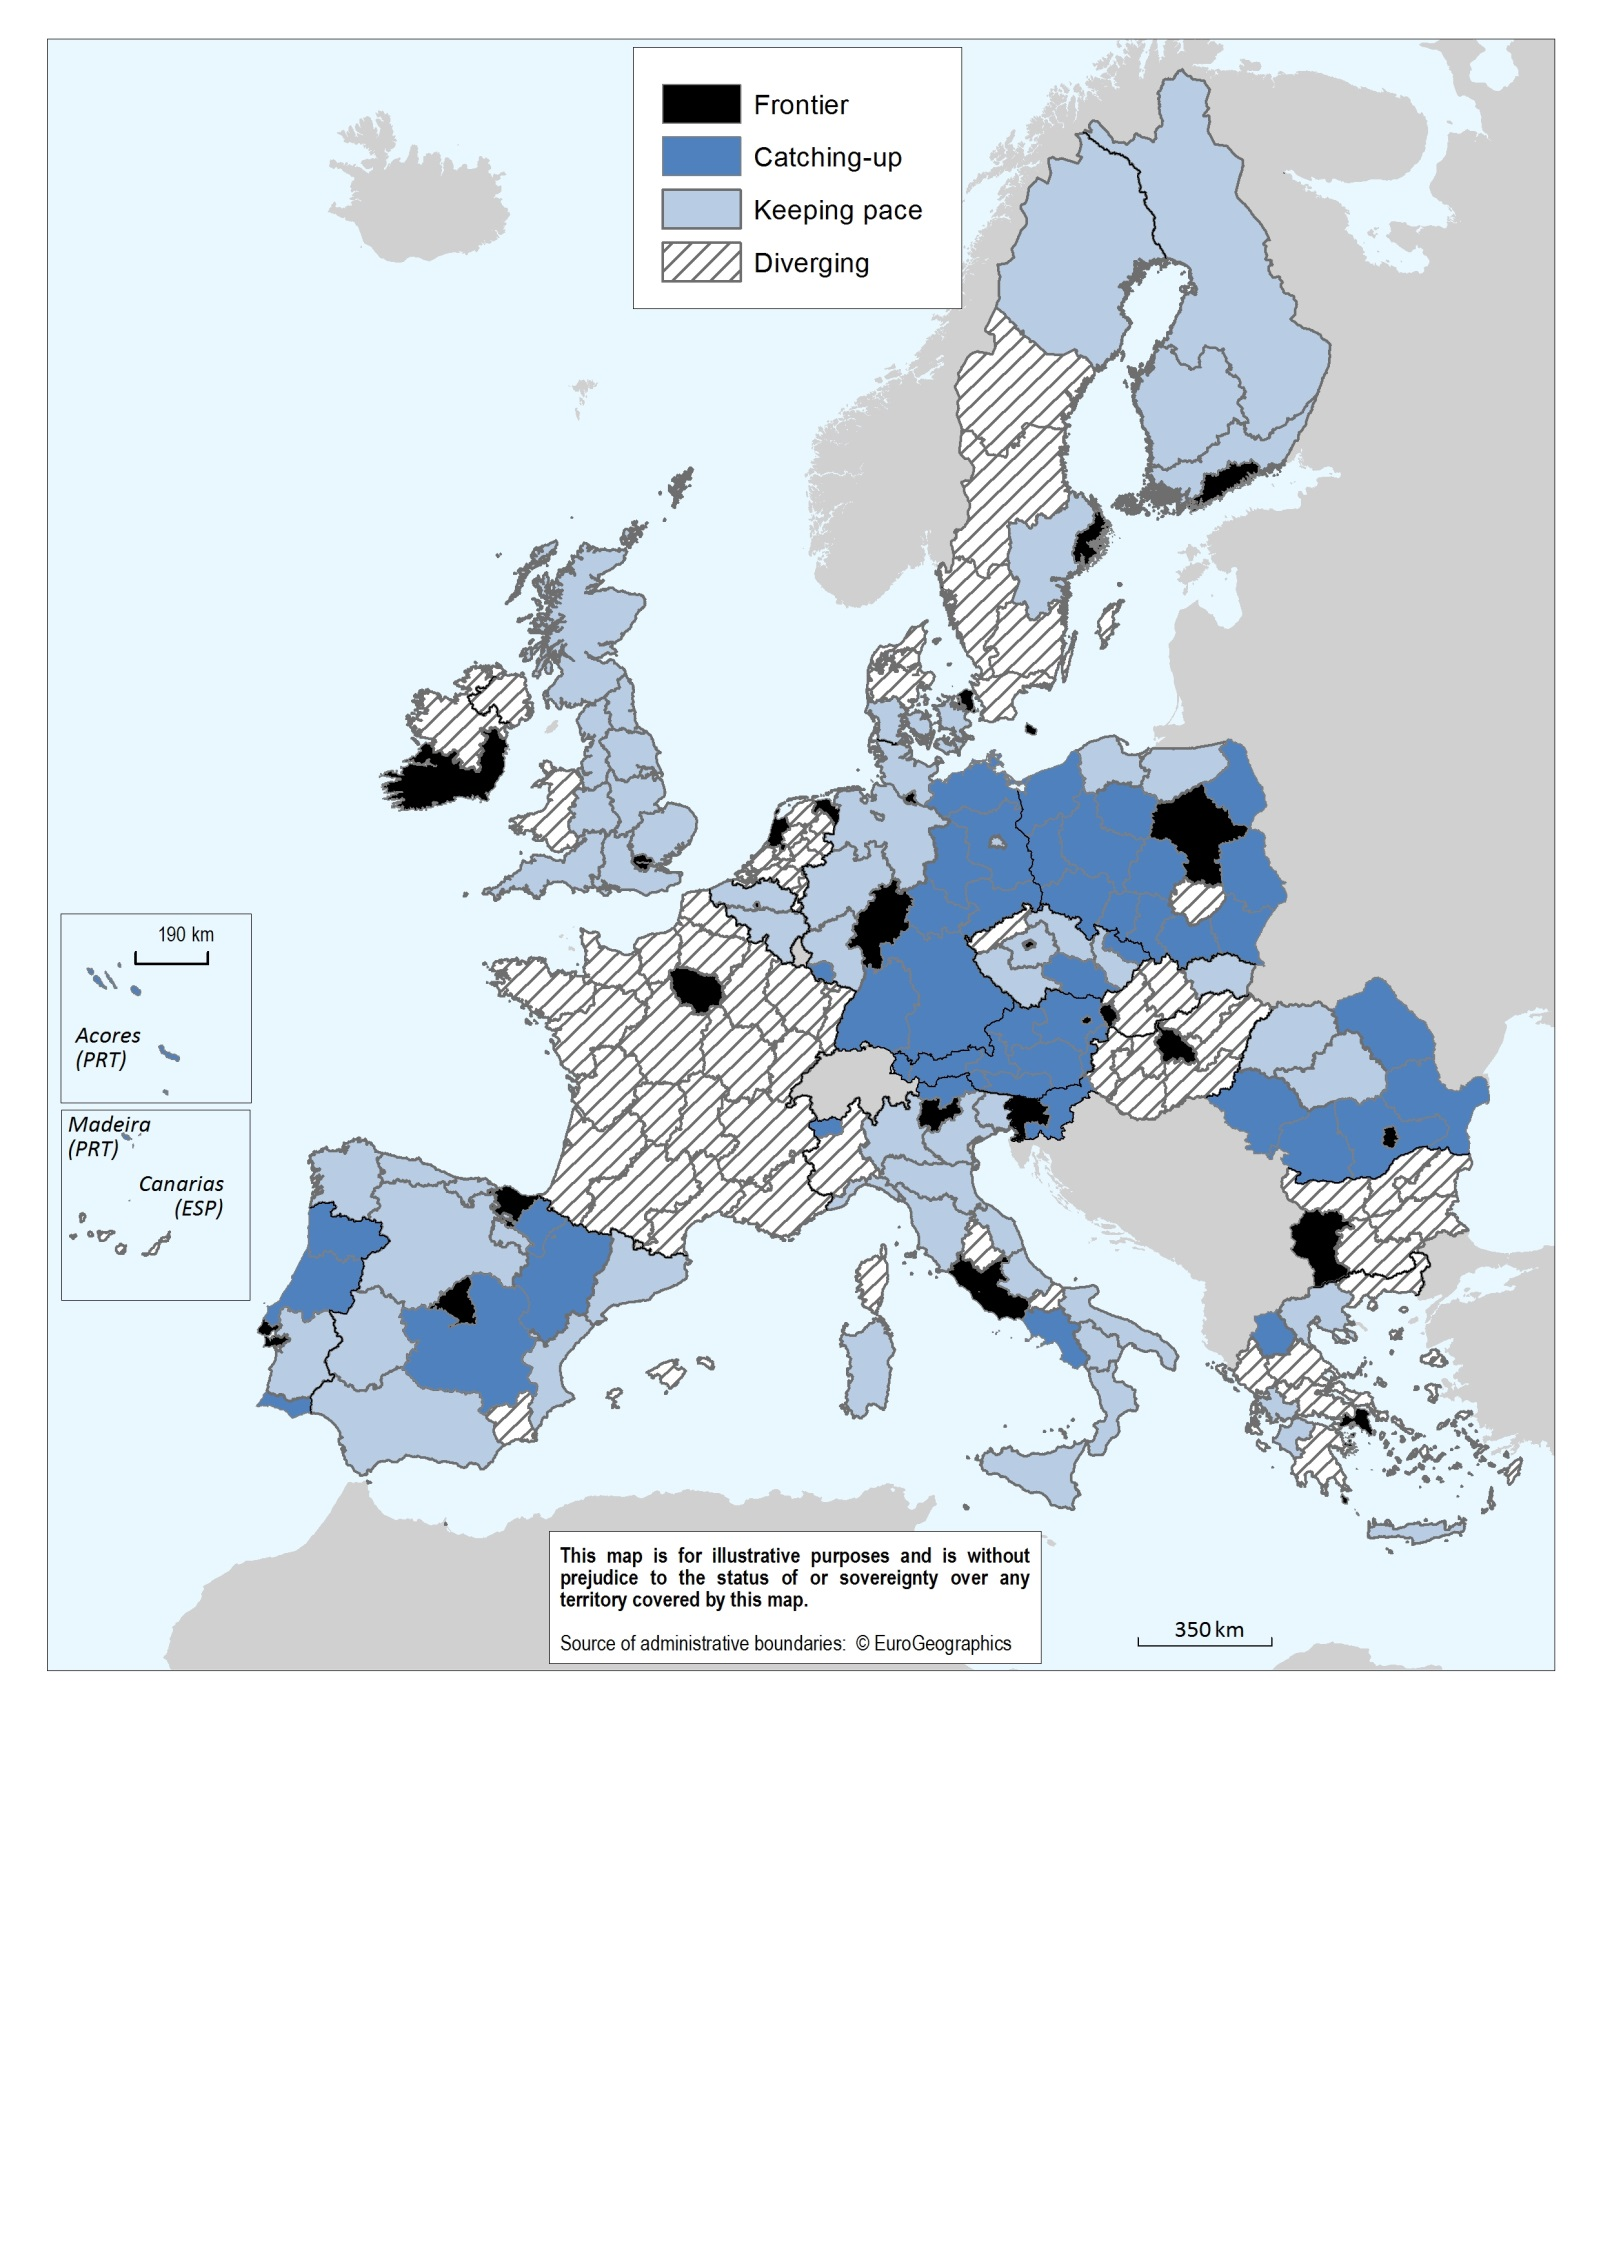 Frontier
Catching-up
Keeping pace
Diverging
190 km
Acores
(PRT)
Madeira
(PRT)
Canarias
(ESP)
This map is for illustrative purposes and is without
prejudice to the status of or sovereignty over any
territory covered by this map.
Source of administrative boundaries: © EuroGeographics
350 km